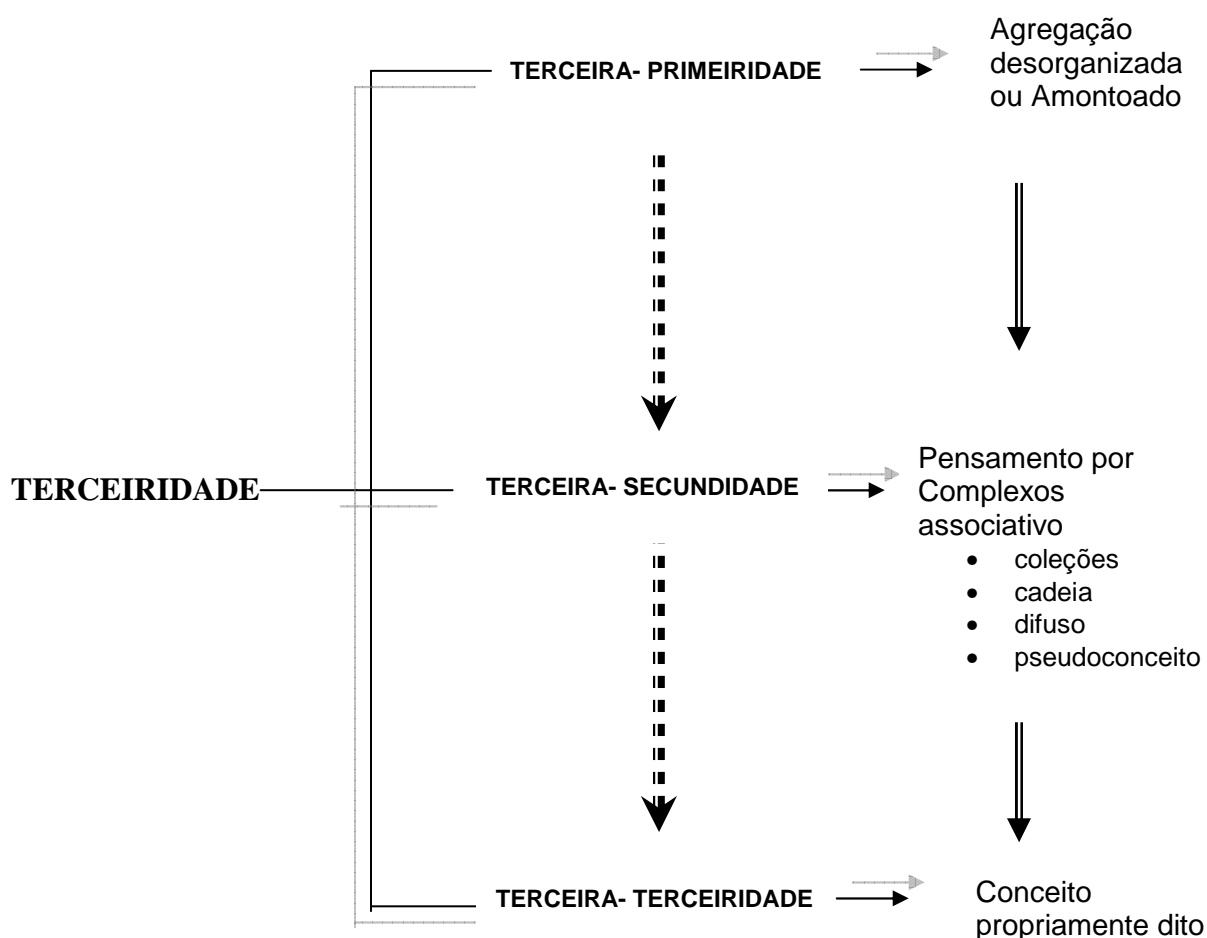 TERCEIRA- PRIMEIRIDADE
Agregação
desorganizada
ou Amontoado
TERCEIRIDADE
TERCEIRA- SECUNDIDADE
Pensamento por
Complexos
associativo
• coleções
• cadeia
• difuso
• pseudoconceito
TERCEIRA- TERCEIRIDADE
Conceito
propriamente dito